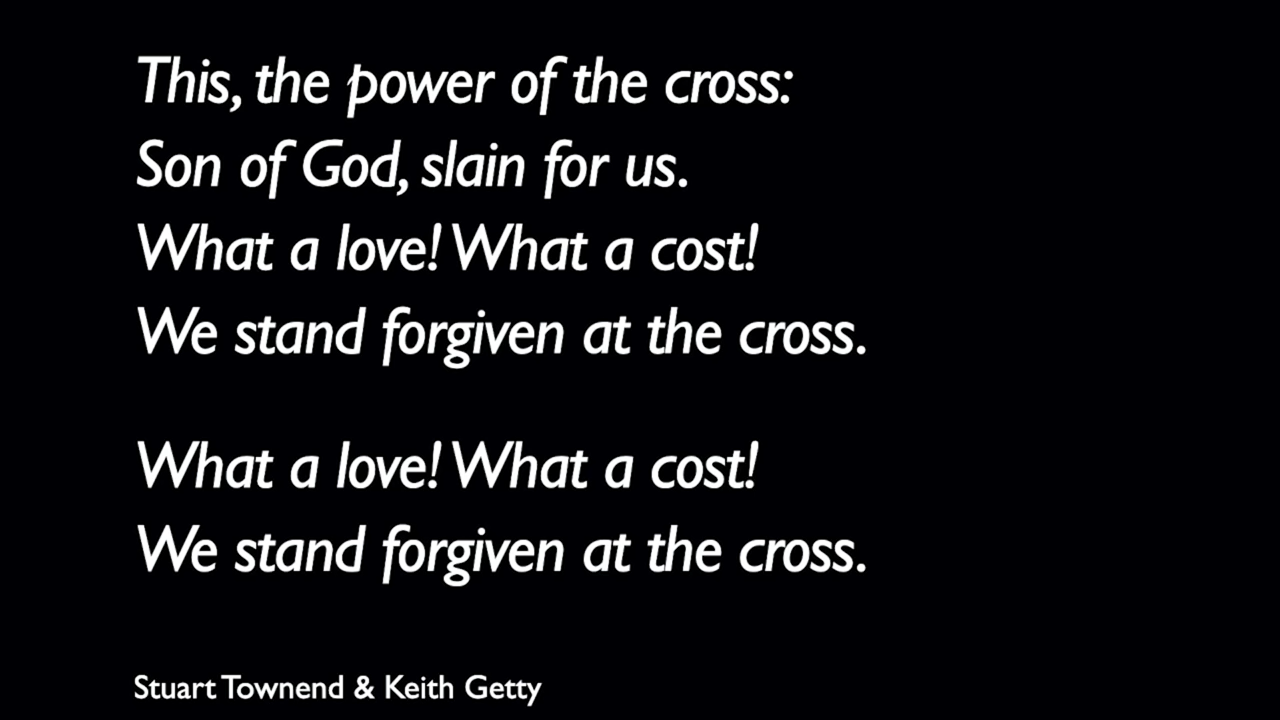 This, the power of the cross:
Son of God, slain for us.
What a love! What a cost!
We stand forgiven at the cross.
What a love! What a cost!
We stand forgiven at the cross.
Stuart Townend & Keith Getty